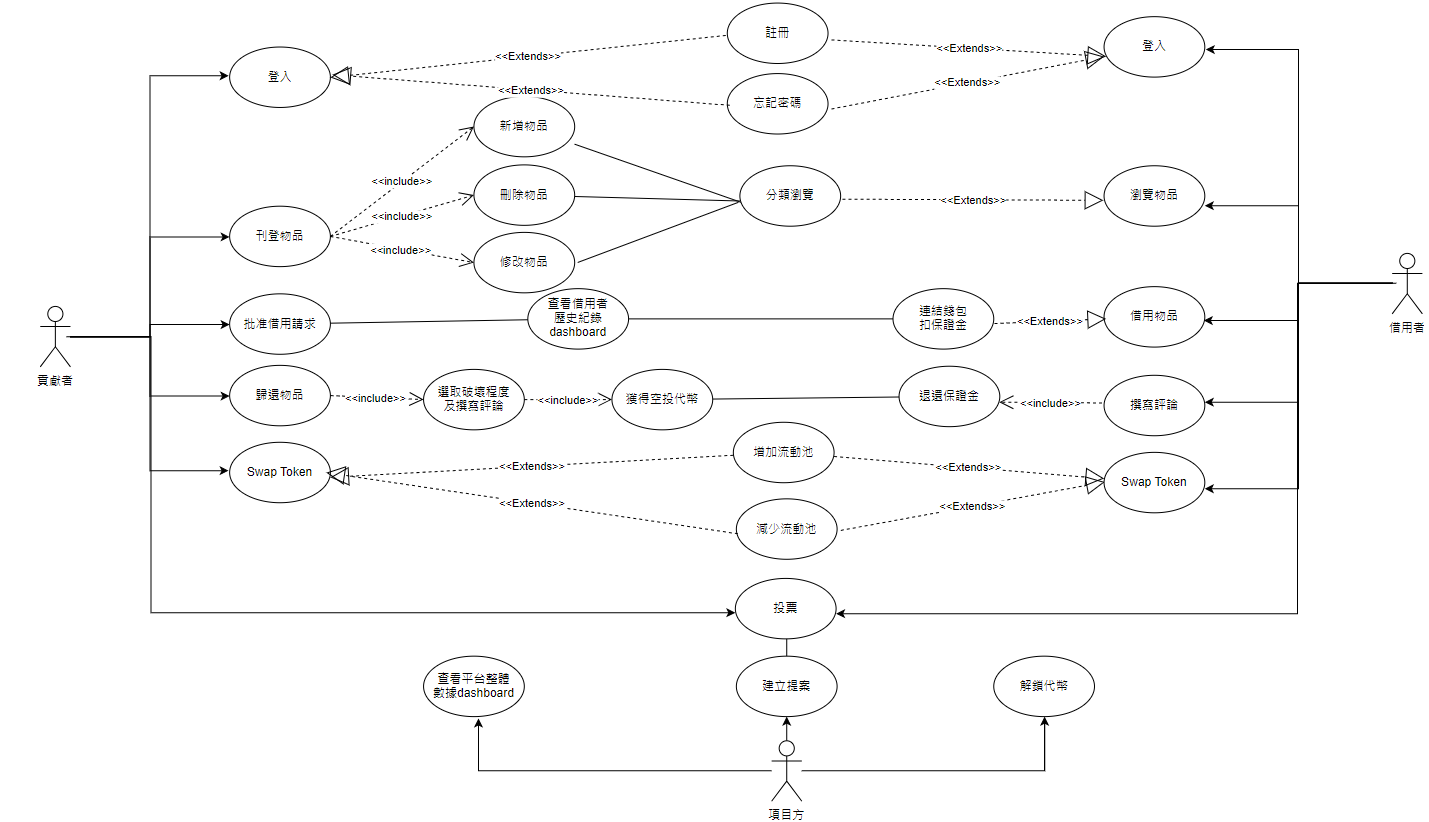 註冊
登入
<<Extends>>
<<Extends>>
登入
<<Extends>>
<<Extends>>
忘記密碼
新增物品
<<include>>
刪除物品
分類瀏覽
<<Extends>>
瀏覽物品
<<include>>
刊登物品
<<include>>
修改物品
批准借用請求
查看借用者
歷史紀錄
dashboard
連結錢包
扣保證金
<<Extends>>
借用物品
借用者
貢獻者
歸還物品
<<include>>
選取破壞程度
及撰寫評論
<<include>>
獲得空投代幣
退還保證金
<<include>>
撰寫評論
增加流動池
Swap Token
<<Extends>>
<<Extends>>
Swap Token
<<Extends>>
<<Extends>>
減少流動池
投票
查看平台整體
數據dashboard
建立提案
解鎖代幣
項目方